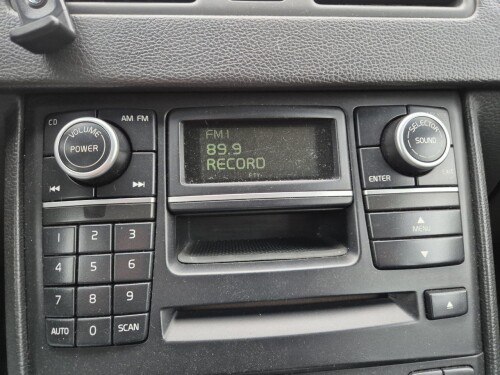 CD
AM FM
VOLUME
POWER
FM1
89.9
RECORD
PTY
SELECTOR
SOUND
ENTER
EXIT
MENU
1 2 3
4 5 6
7 8 9
AUTO 0 SCAN